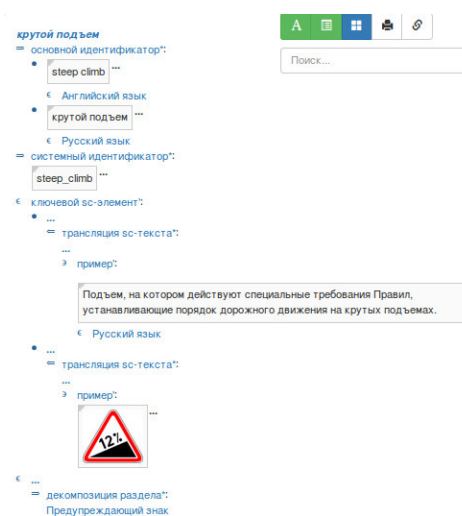 крутой подъем
A
Поиск...
= основной идентификатор*:
• steep climb ...
є Английский язык
• крутой подъем ...
є Русский язык
= системный идентификатор*:
steep_climb ...
є ключевой sc-элемент':
• ...
⇐ трансляция sc-текста*:
...
э пример':
Подъем, на котором действуют специальные требования Правил,
устанавливающие порядок дорожного движения на крутых подъемах.
є Русский язык
• ...
⇐ трансляция sc-текста*:
...
э пример':
12% ...
є ...
= декомпозиция раздела*:
Предупреждающий знак